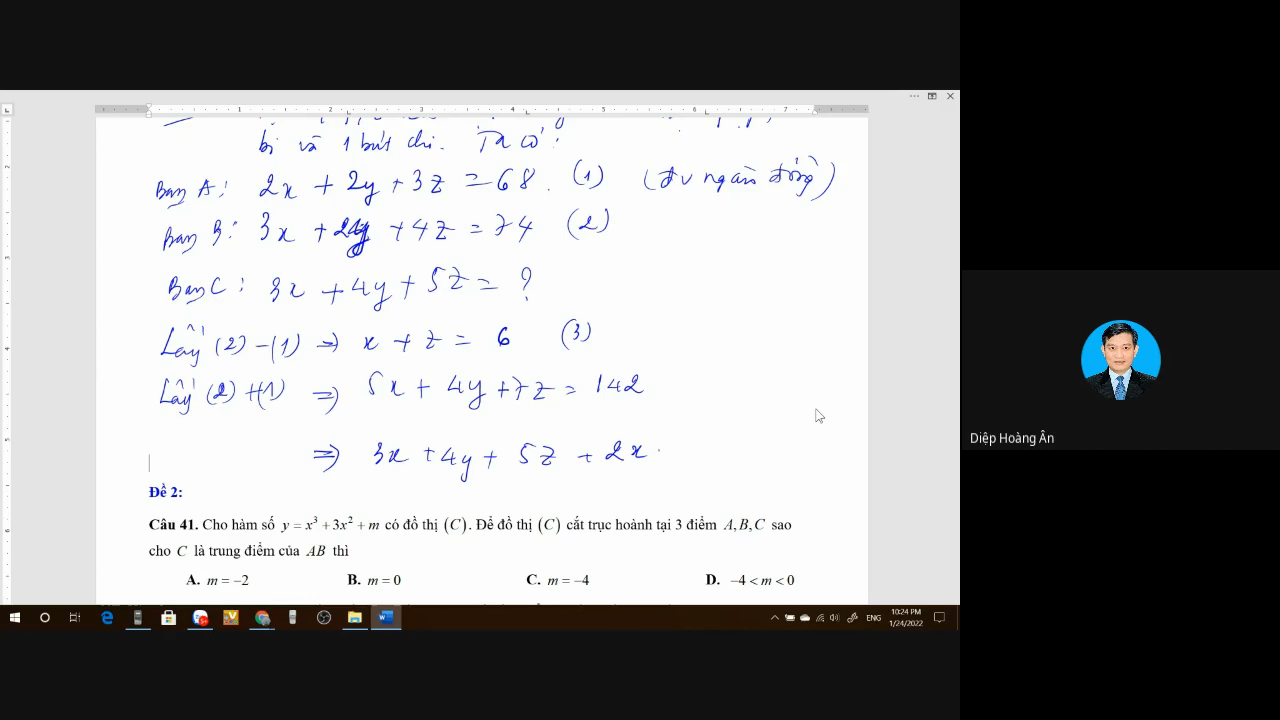 bị và 1 bút chì. Ta có:
Bạn A: 2x + 2y + 3z = 68. (1) (đv ngàn đồng)
Bạn B: 3x + 2y + 4z = 74 (2)
Bạn C: 3x + 4y + 5z = ?
Lấy (2) - (1) ⇒ x + z = 6 (3)
Lấy (2) + (1) ⇒ 5x + 4y + 7z = 142
⇒ 3x + 4y + 5z + 2x
Đề 2:
Câu 41. Cho hàm số y = x³ + 3x² + m có đồ thị (C). Để đồ thị (C) cắt trục hoành tại 3 điểm A, B, C sao
cho C là trung điểm của AB thì
A. m = −2 B. m = 0 C. m = −4 D. −4 < m < 0
Diệp Hoàng Ân
ENG
10:24 PM
1/24/2022